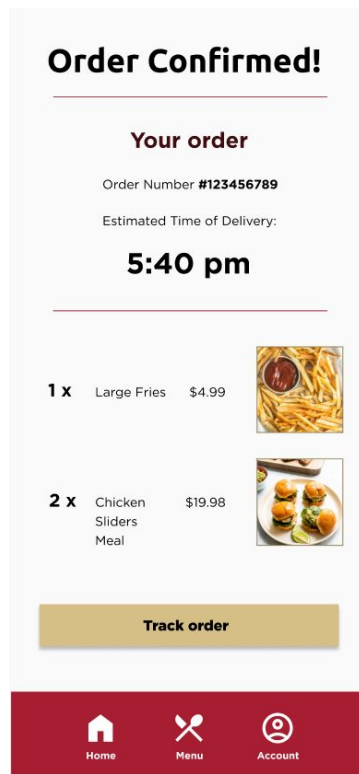 Order Confirmed!
Your order
Order Number #123456789
Estimated Time of Delivery:
5:40 pm
1 x Large Fries $4.99
2 x Chicken $19.98
Sliders
Meal
Track order
Home Menu Account